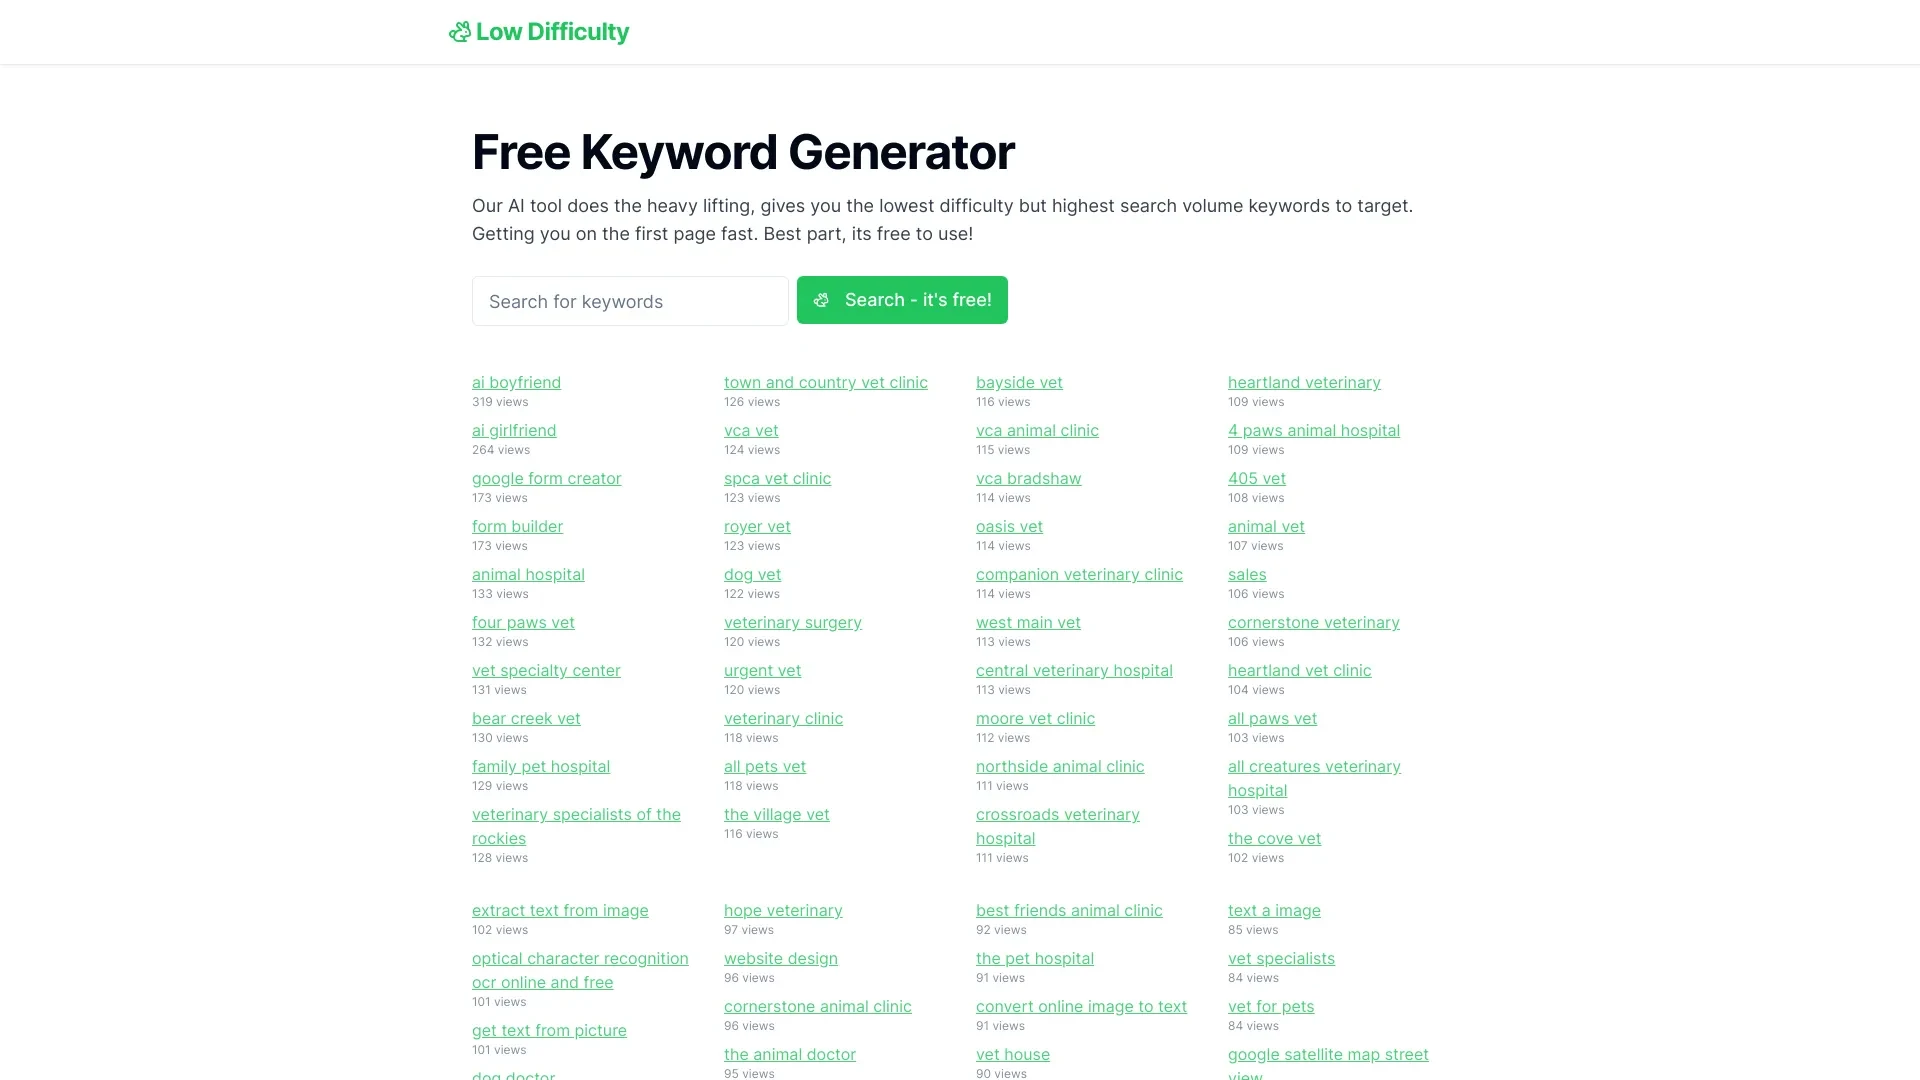 Low Difficulty
Free Keyword Generator
Our AI tool does the heavy lifting, gives you the lowest difficulty but highest search volume keywords to target.
Getting you on the first page fast. Best part, its free to use!
Search for keywords
Search - it's free!
ai boyfriend
319 views
ai girlfriend
264 views
google form creator
173 views
form builder
173 views
animal hospital
133 views
four paws vet
132 views
vet specialty center
131 views
bear creek vet
130 views
family pet hospital
129 views
veterinary specialists of the
rockies
128 views
town and country vet clinic
126 views
vca vet
124 views
spca vet clinic
123 views
royer vet
123 views
dog vet
122 views
veterinary surgery
120 views
urgent vet
120 views
veterinary clinic
118 views
all pets vet
118 views
the village vet
116 views
bayside vet
116 views
vca animal clinic
115 views
vca bradshaw
114 views
oasis vet
114 views
companion veterinary clinic
114 views
west main vet
113 views
central veterinary hospital
113 views
moore vet clinic
112 views
northside animal clinic
111 views
crossroads veterinary
hospital
111 views
heartland veterinary
109 views
4 paws animal hospital
109 views
405 vet
108 views
animal vet
107 views
sales
106 views
cornerstone veterinary
106 views
heartland vet clinic
104 views
all paws vet
103 views
all creatures veterinary
hospital
103 views
the cove vet
102 views
extract text from image
102 views
optical character recognition
ocr online and free
101 views
get text from picture
101 views
dog doctor
hope veterinary
97 views
website design
96 views
cornerstone animal clinic
96 views
the animal doctor
95 views
best friends animal clinic
92 views
the pet hospital
91 views
convert online image to text
91 views
vet house
90 views
text a image
85 views
vet specialists
84 views
vet for pets
84 views
google satellite map street
view